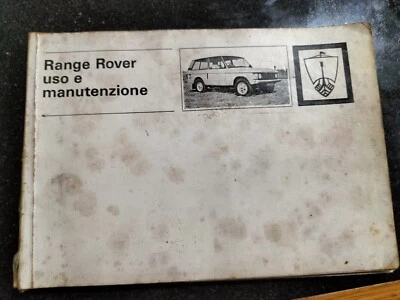 Range Rover
uso e
manutenzione